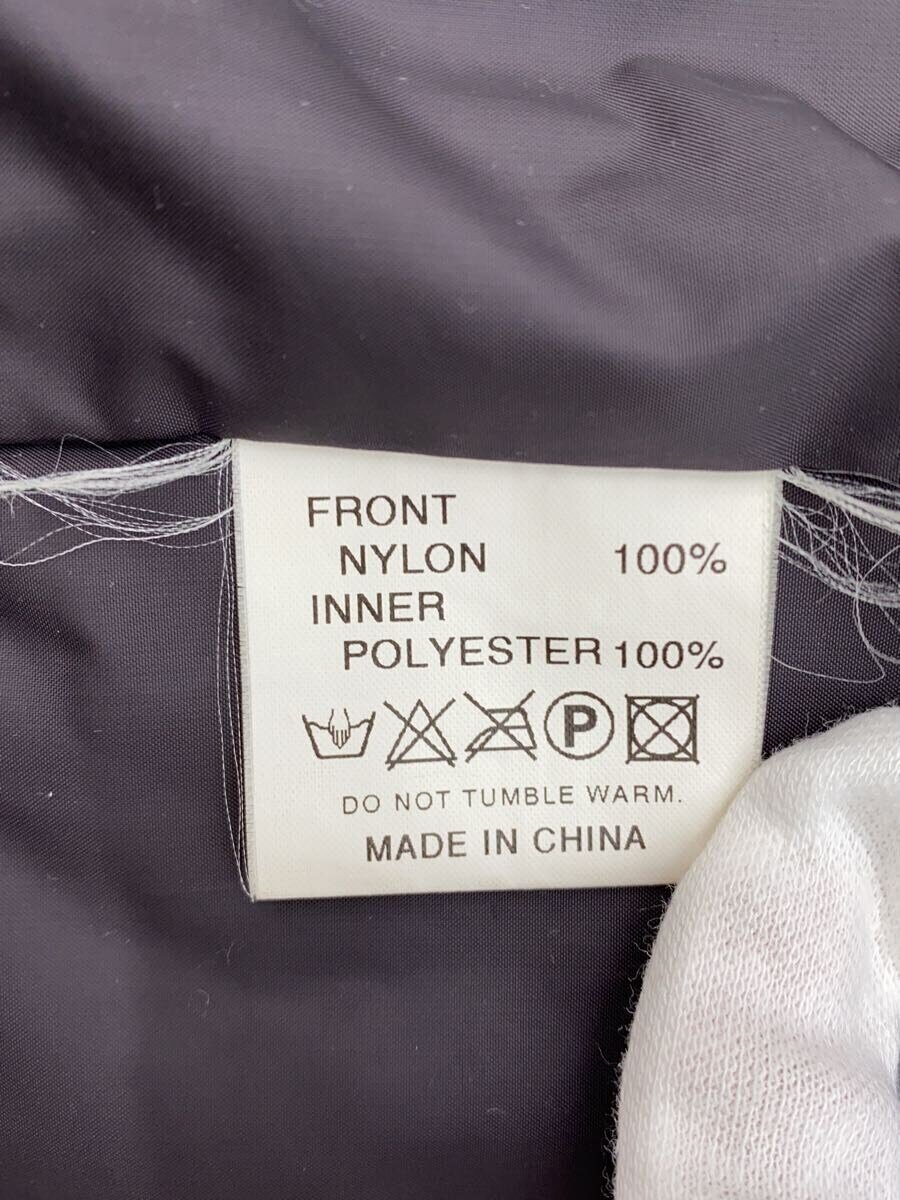 FRONT
NYLON 100%
INNER
POLYESTER 100%
P
DO NOT TUMBLE WARM.
MADE IN CHINA